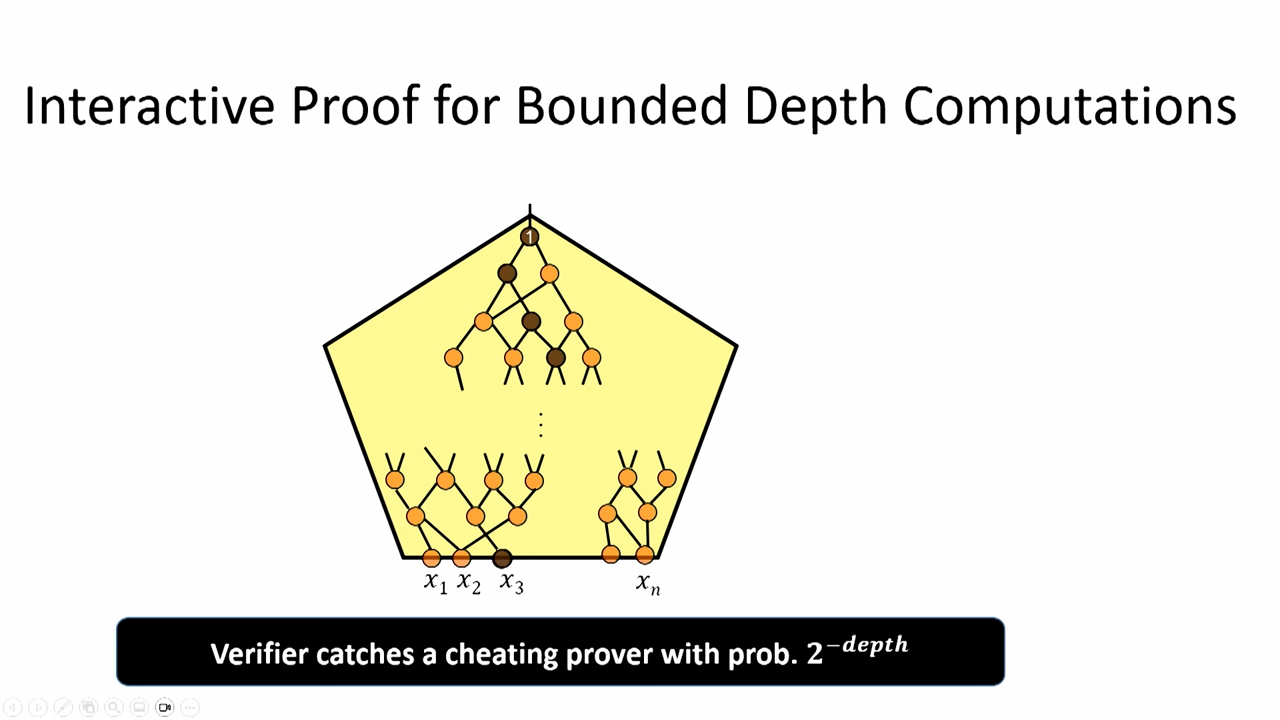 Interactive Proof for Bounded Depth Computations
1
⋮
x₁ x₂ x₃ xₙ
Verifier catches a cheating prover with prob. 2^{-depth}